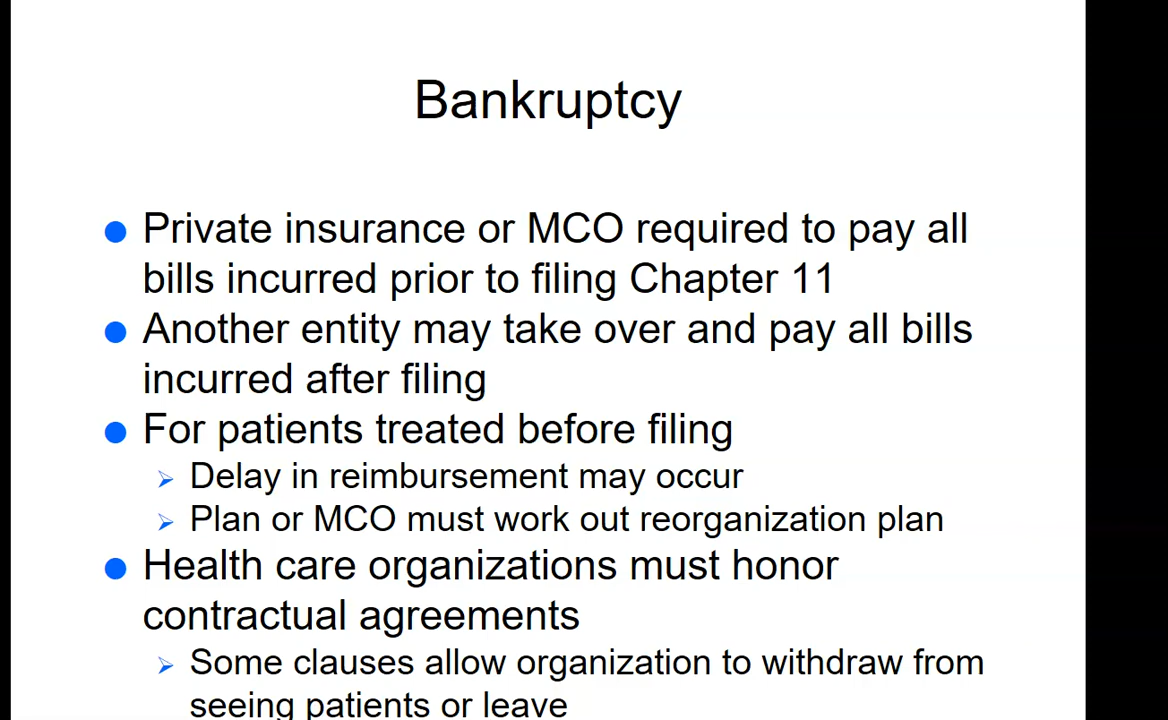 Bankruptcy
Private insurance or MCO required to pay all
bills incurred prior to filing Chapter 11
Another entity may take over and pay all bills
incurred after filing
For patients treated before filing
Delay in reimbursement may occur
Plan or MCO must work out reorganization plan
Health care organizations must honor
contractual agreements
Some clauses allow organization to withdraw from
seeing patients or leave